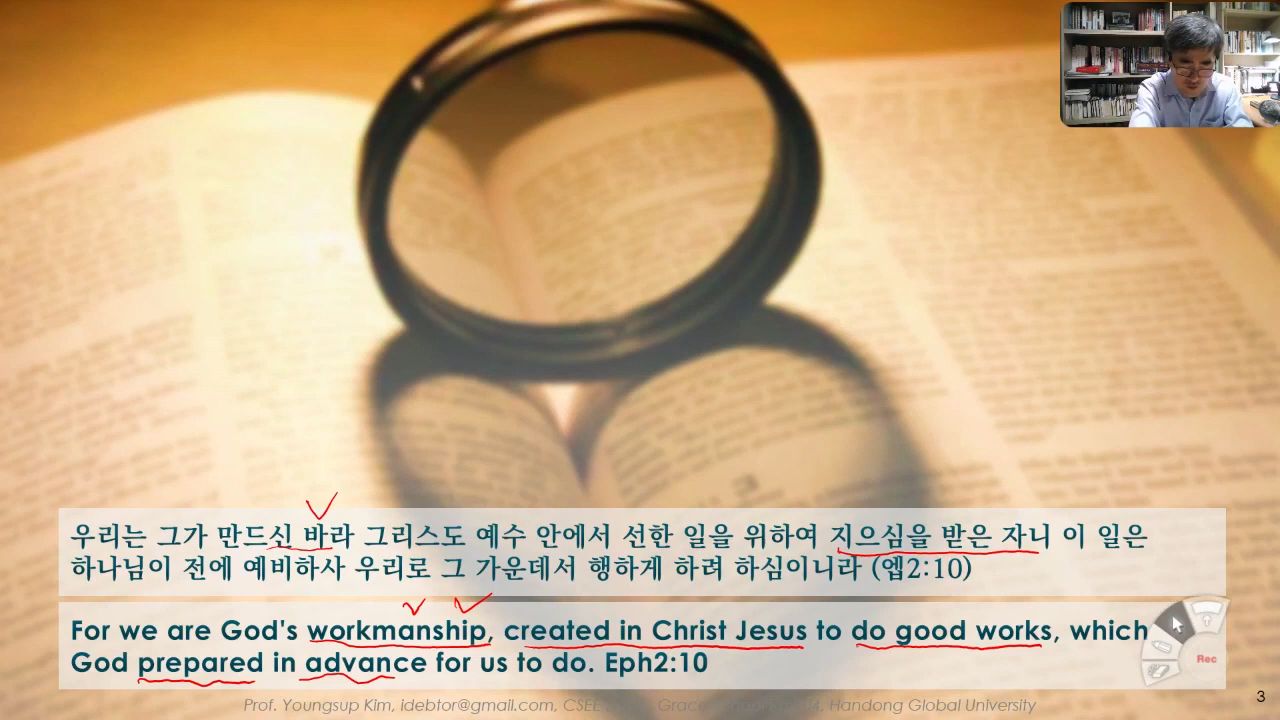 우리는 그가 만드신 바라 그리스도 예수 안에서 선한 일을 위하여 지으심을 받은 자니 이 일은
하나님이 전에 예비하사 우리로 그 가운데서 행하게 하려 하심이니라 (엡2:10)
For we are God's workmanship, created in Christ Jesus to do good works, which
God prepared in advance for us to do. Eph2:10
Rec
Prof. Youngsup Kim, idebtor@gmail.com, CSEE Handong Global University
3